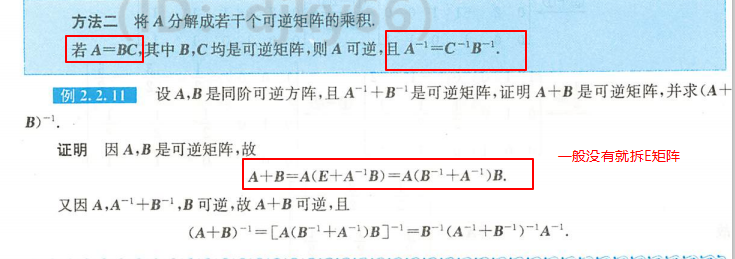 方法二 将 A 分解成若干个可逆矩阵的乘积.
若 A=BC,其中 B,C 均是可逆矩阵,则 A 可逆,且 A⁻¹=C⁻¹B⁻¹.
例 2.2.11 设 A,B 是同阶可逆方阵,且 A⁻¹+B⁻¹是可逆矩阵,证明 A+B 是可逆矩阵,并求(A+
B)⁻¹.
证明 因 A,B 是可逆矩阵,故
A+B=A(E+A⁻¹B)=A(B⁻¹+A⁻¹)B.
一般没有就拆E矩阵
又因 A,A⁻¹+B⁻¹,B 可逆,故 A+B 可逆,且
(A+B)⁻¹=[A(B⁻¹+A⁻¹)B]⁻¹=B⁻¹(A⁻¹+B⁻¹)⁻¹A⁻¹.